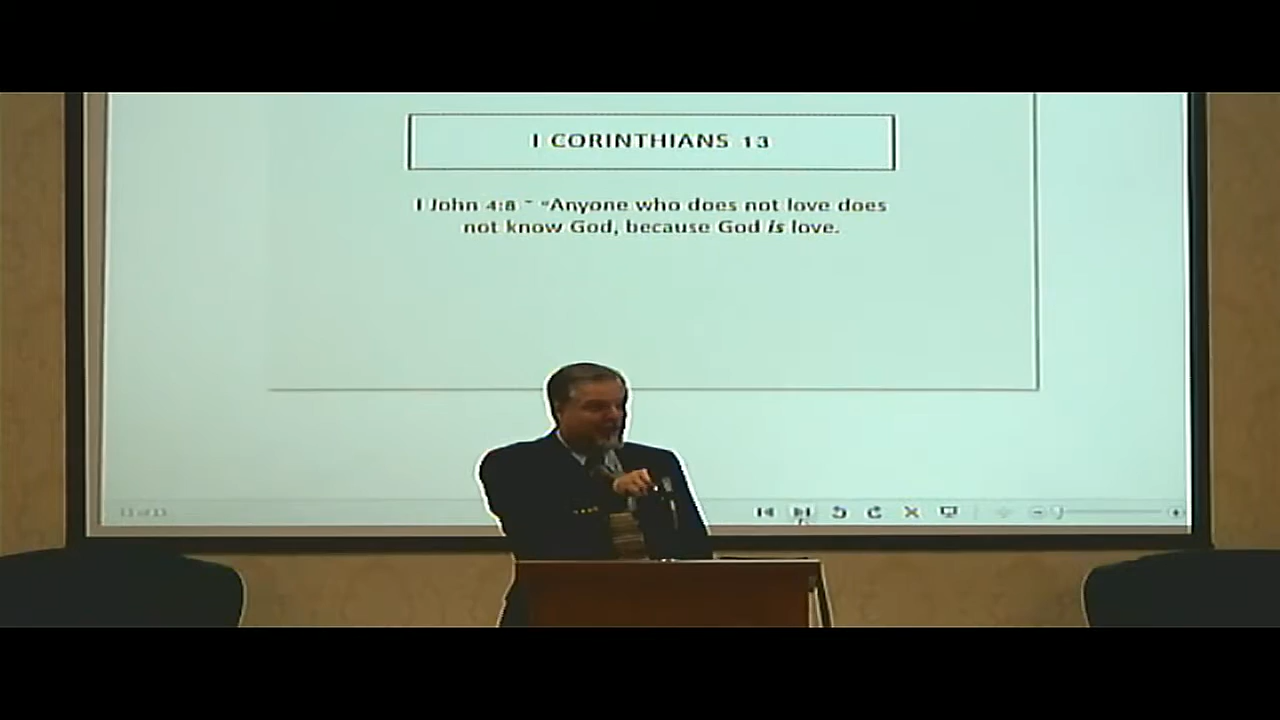 I CORINTHIANS 13
I John 4:8 ~ "Anyone who does not love does
not know God, because God is love.